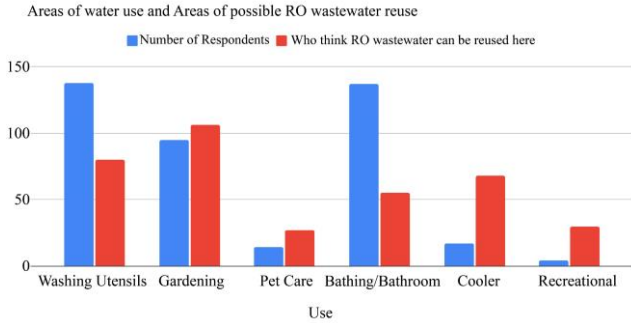 Areas of water use and Areas of possible RO wastewater reuse
Number of Respondents Who think RO wastewater can be reused here
150
100
50
0
Washing Utensils Gardening Pet Care Bathing/Bathroom Cooler Recreational
Use